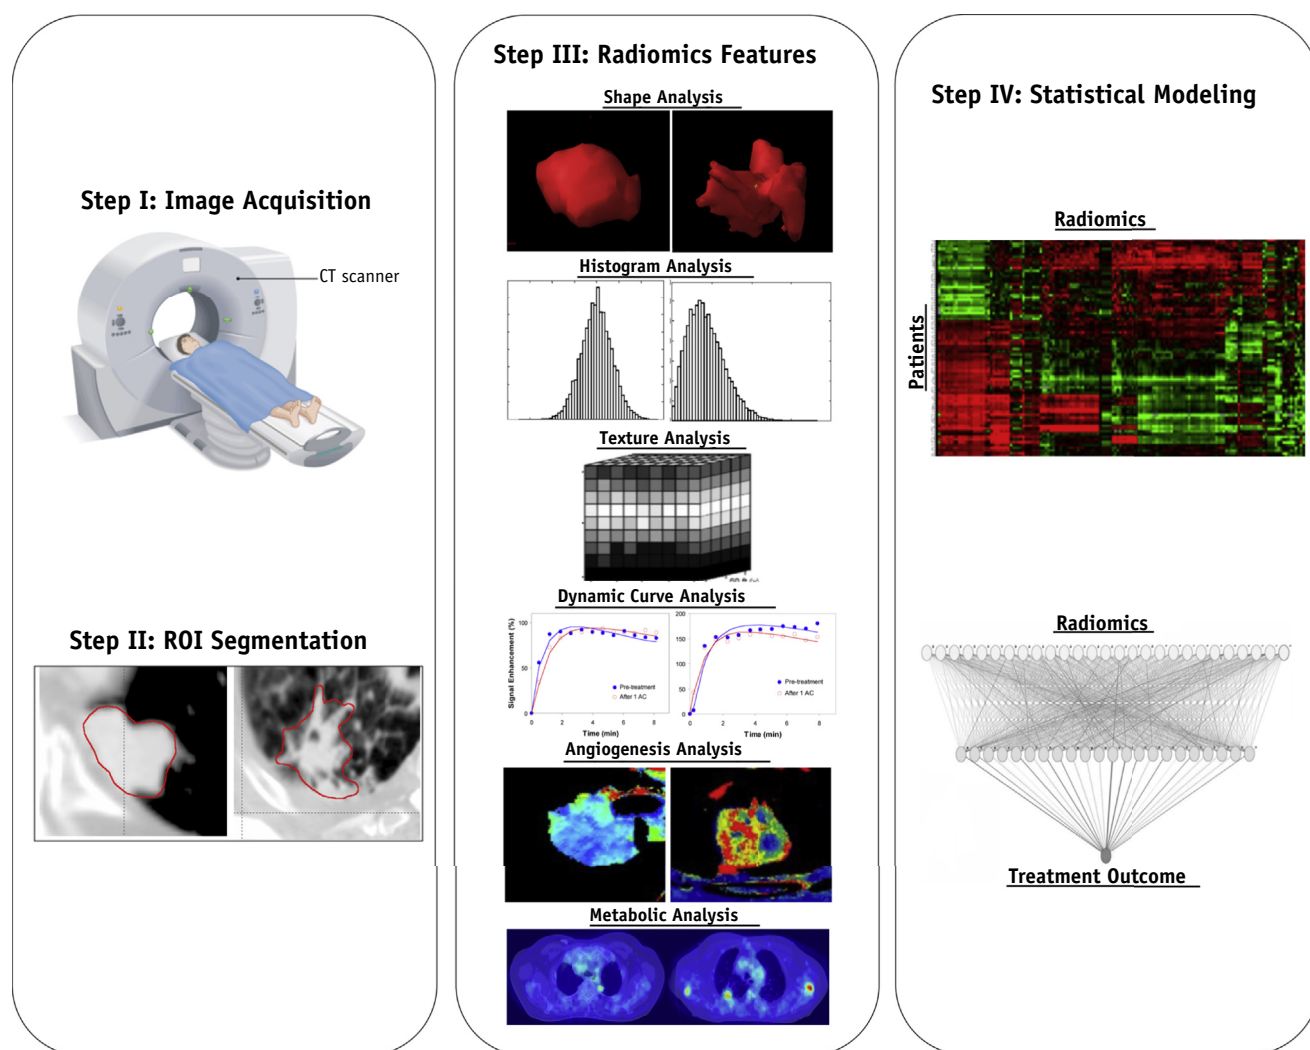 Step I: Image Acquisition
CT scanner
Step II: ROI Segmentation
Step III: Radiomics Features
Shape Analysis
Histogram Analysis
Texture Analysis
Dynamic Curve Analysis
Signal Enhancement (%)
100
50
0
0 2 4 6 8
Time (min)
Pre-treatment
After 1 AC
200
150
100
50
0
0 2 4 6 8
Time (min)
Pre-treatment
After 1 AC
Angiogenesis Analysis
Metabolic Analysis
Step IV: Statistical Modeling
Radiomics
Patients
Radiomics
Treatment Outcome